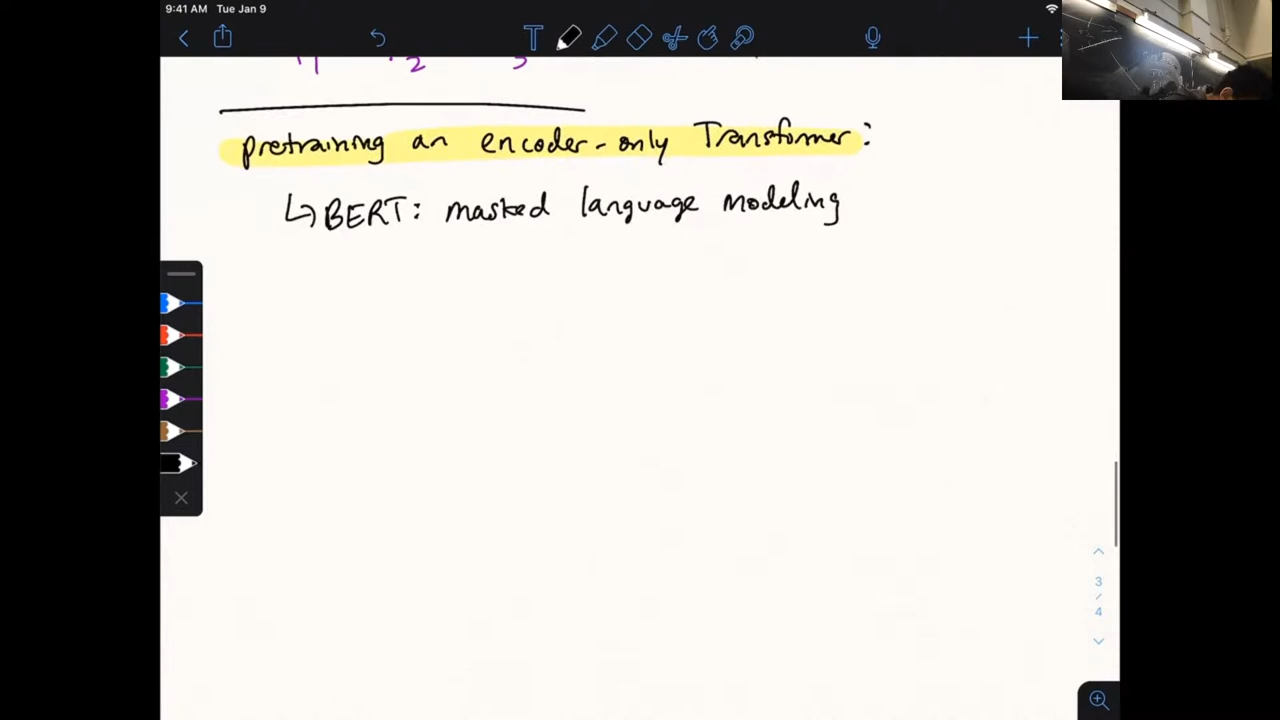 9:41 AM Tue Jan 9
pretraining an encoder-only Transformer:
↳BERT: masked language modeling
3
/
4